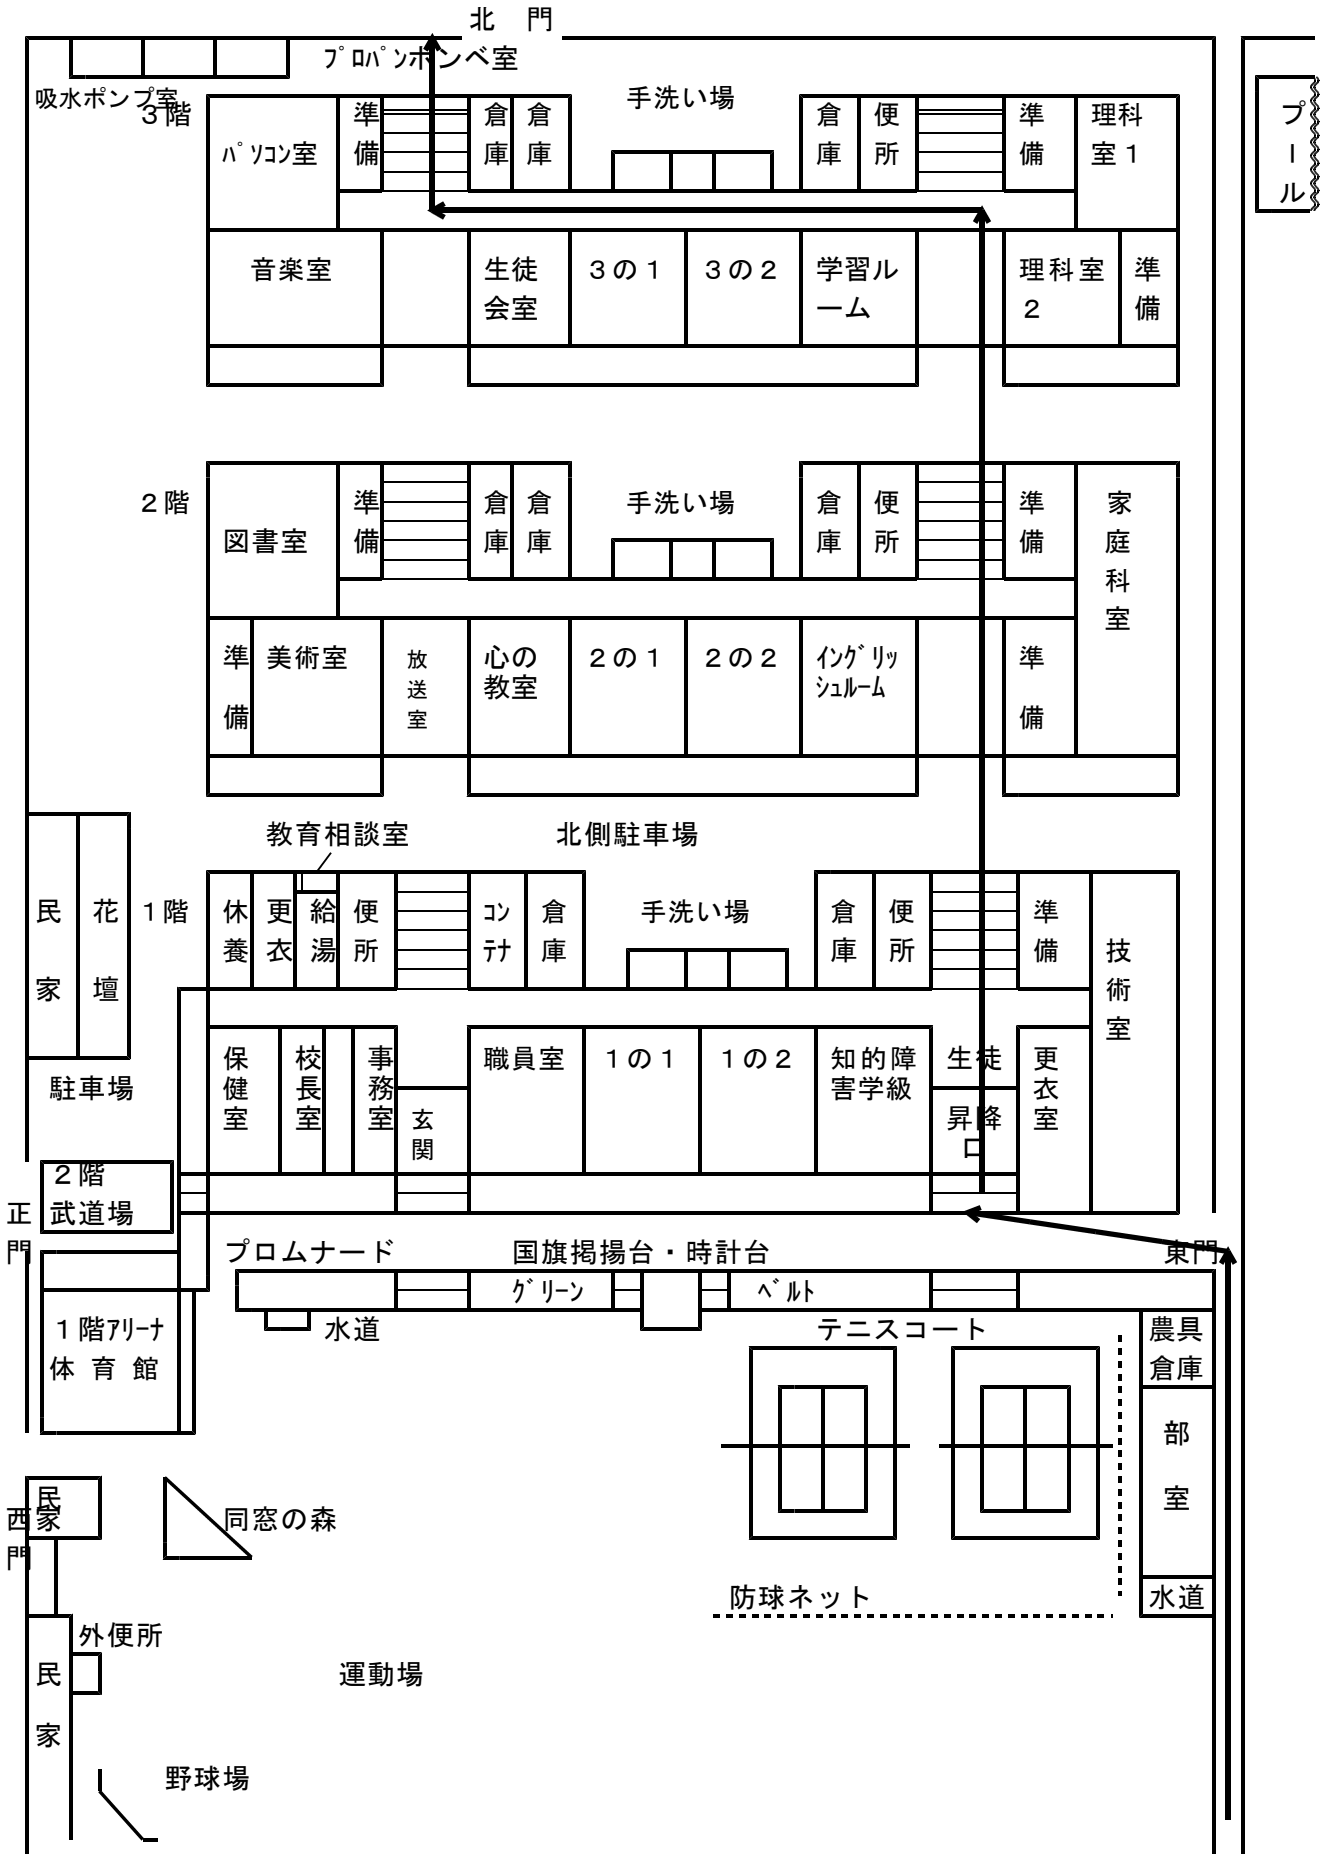 北　門
ﾌﾟﾛﾊﾟﾝボンベ室
吸水ポンプ室
３階
準備
倉庫
倉庫
手洗い場
倉庫
便所
準備
理科室１
プール
ﾊﾟｿｺﾝ室
音楽室
生徒会室
３の１
３の２
学習ルーム
理科室２
準備
２階
図書室
準備
倉庫
倉庫
手洗い場
倉庫
便所
準備
家庭科室
準備
美術室
放送室
心の教室
２の１
２の２
ｲﾝｸﾞﾘｯｼｭﾙｰﾑ
準備
教育相談室
北側駐車場
民家
花壇
１階
休養
更衣
給湯
便所
ｺﾝﾃﾅ
倉庫
手洗い場
倉庫
便所
準備
技術室
保健室
校長室
事務室
玄関
職員室
１の１
１の２
知的障害学級
生徒昇降口
更衣室
駐車場
２階
武道場
正門
プロムナード
国旗掲揚台・時計台
東門
ｸﾞﾘｰﾝ
ﾍﾞﾙﾄ
１階ｱﾘｰﾅ
体 育 館
水道
テニスコート
農具倉庫
部室
民家
西門
同窓の森
防球ネット
水道
外便所
民家
運動場
野球場